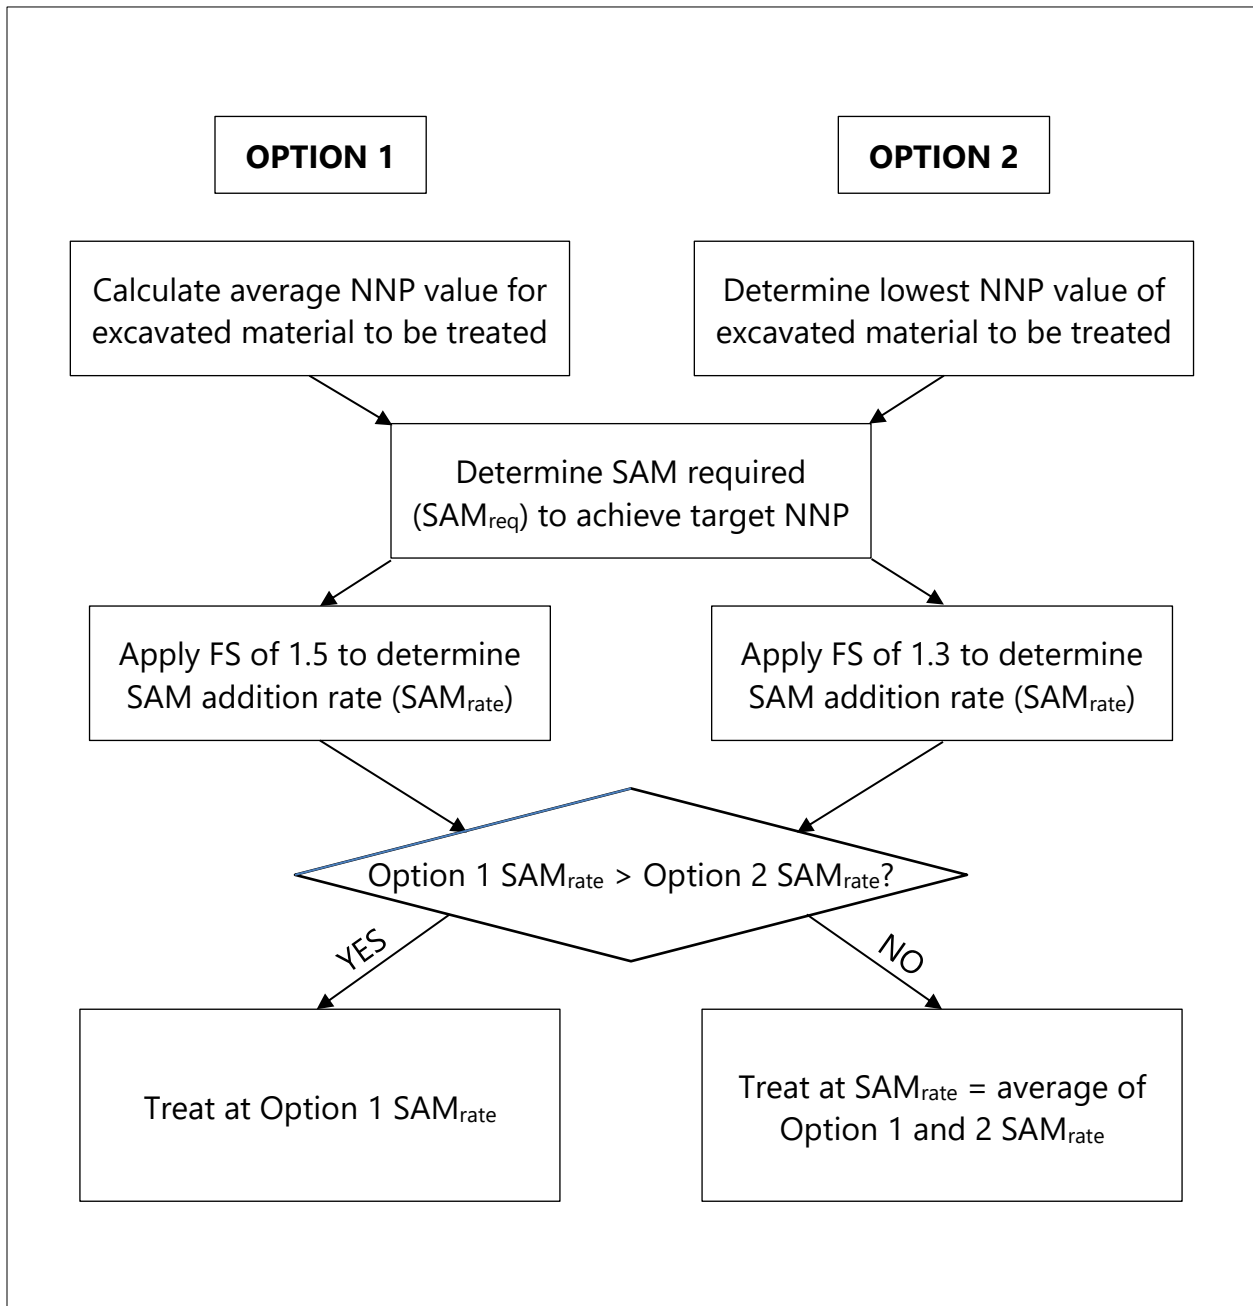 OPTION 1
OPTION 2
Calculate average NNP value for
excavated material to be treated
Determine lowest NNP value of
excavated material to be treated
Determine SAM required
(SAMreq) to achieve target NNP
Apply FS of 1.5 to determine
SAM addition rate (SAMrate)
Apply FS of 1.3 to determine
SAM addition rate (SAMrate)
Option 1 SAMrate > Option 2 SAMrate?
YES
NO
Treat at Option 1 SAMrate
Treat at SAMrate = average of
Option 1 and 2 SAMrate